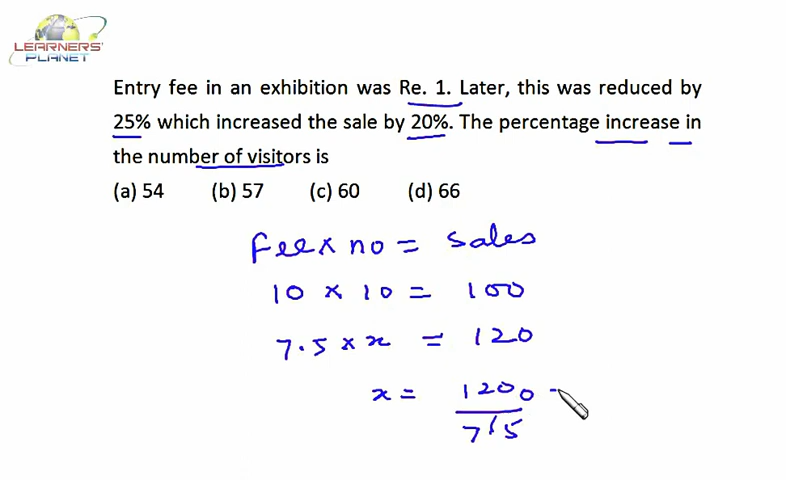 LEARNERS'
PLANET
Entry fee in an exhibition was Re. 1. Later, this was reduced by
25% which increased the sale by 20%. The percentage increase in
the number of visitors is
(a) 54 (b) 57 (c) 60 (d) 66
Fee x no = Sales
10 x 10 = 100
7.5 x x = 120
x = 1200
75